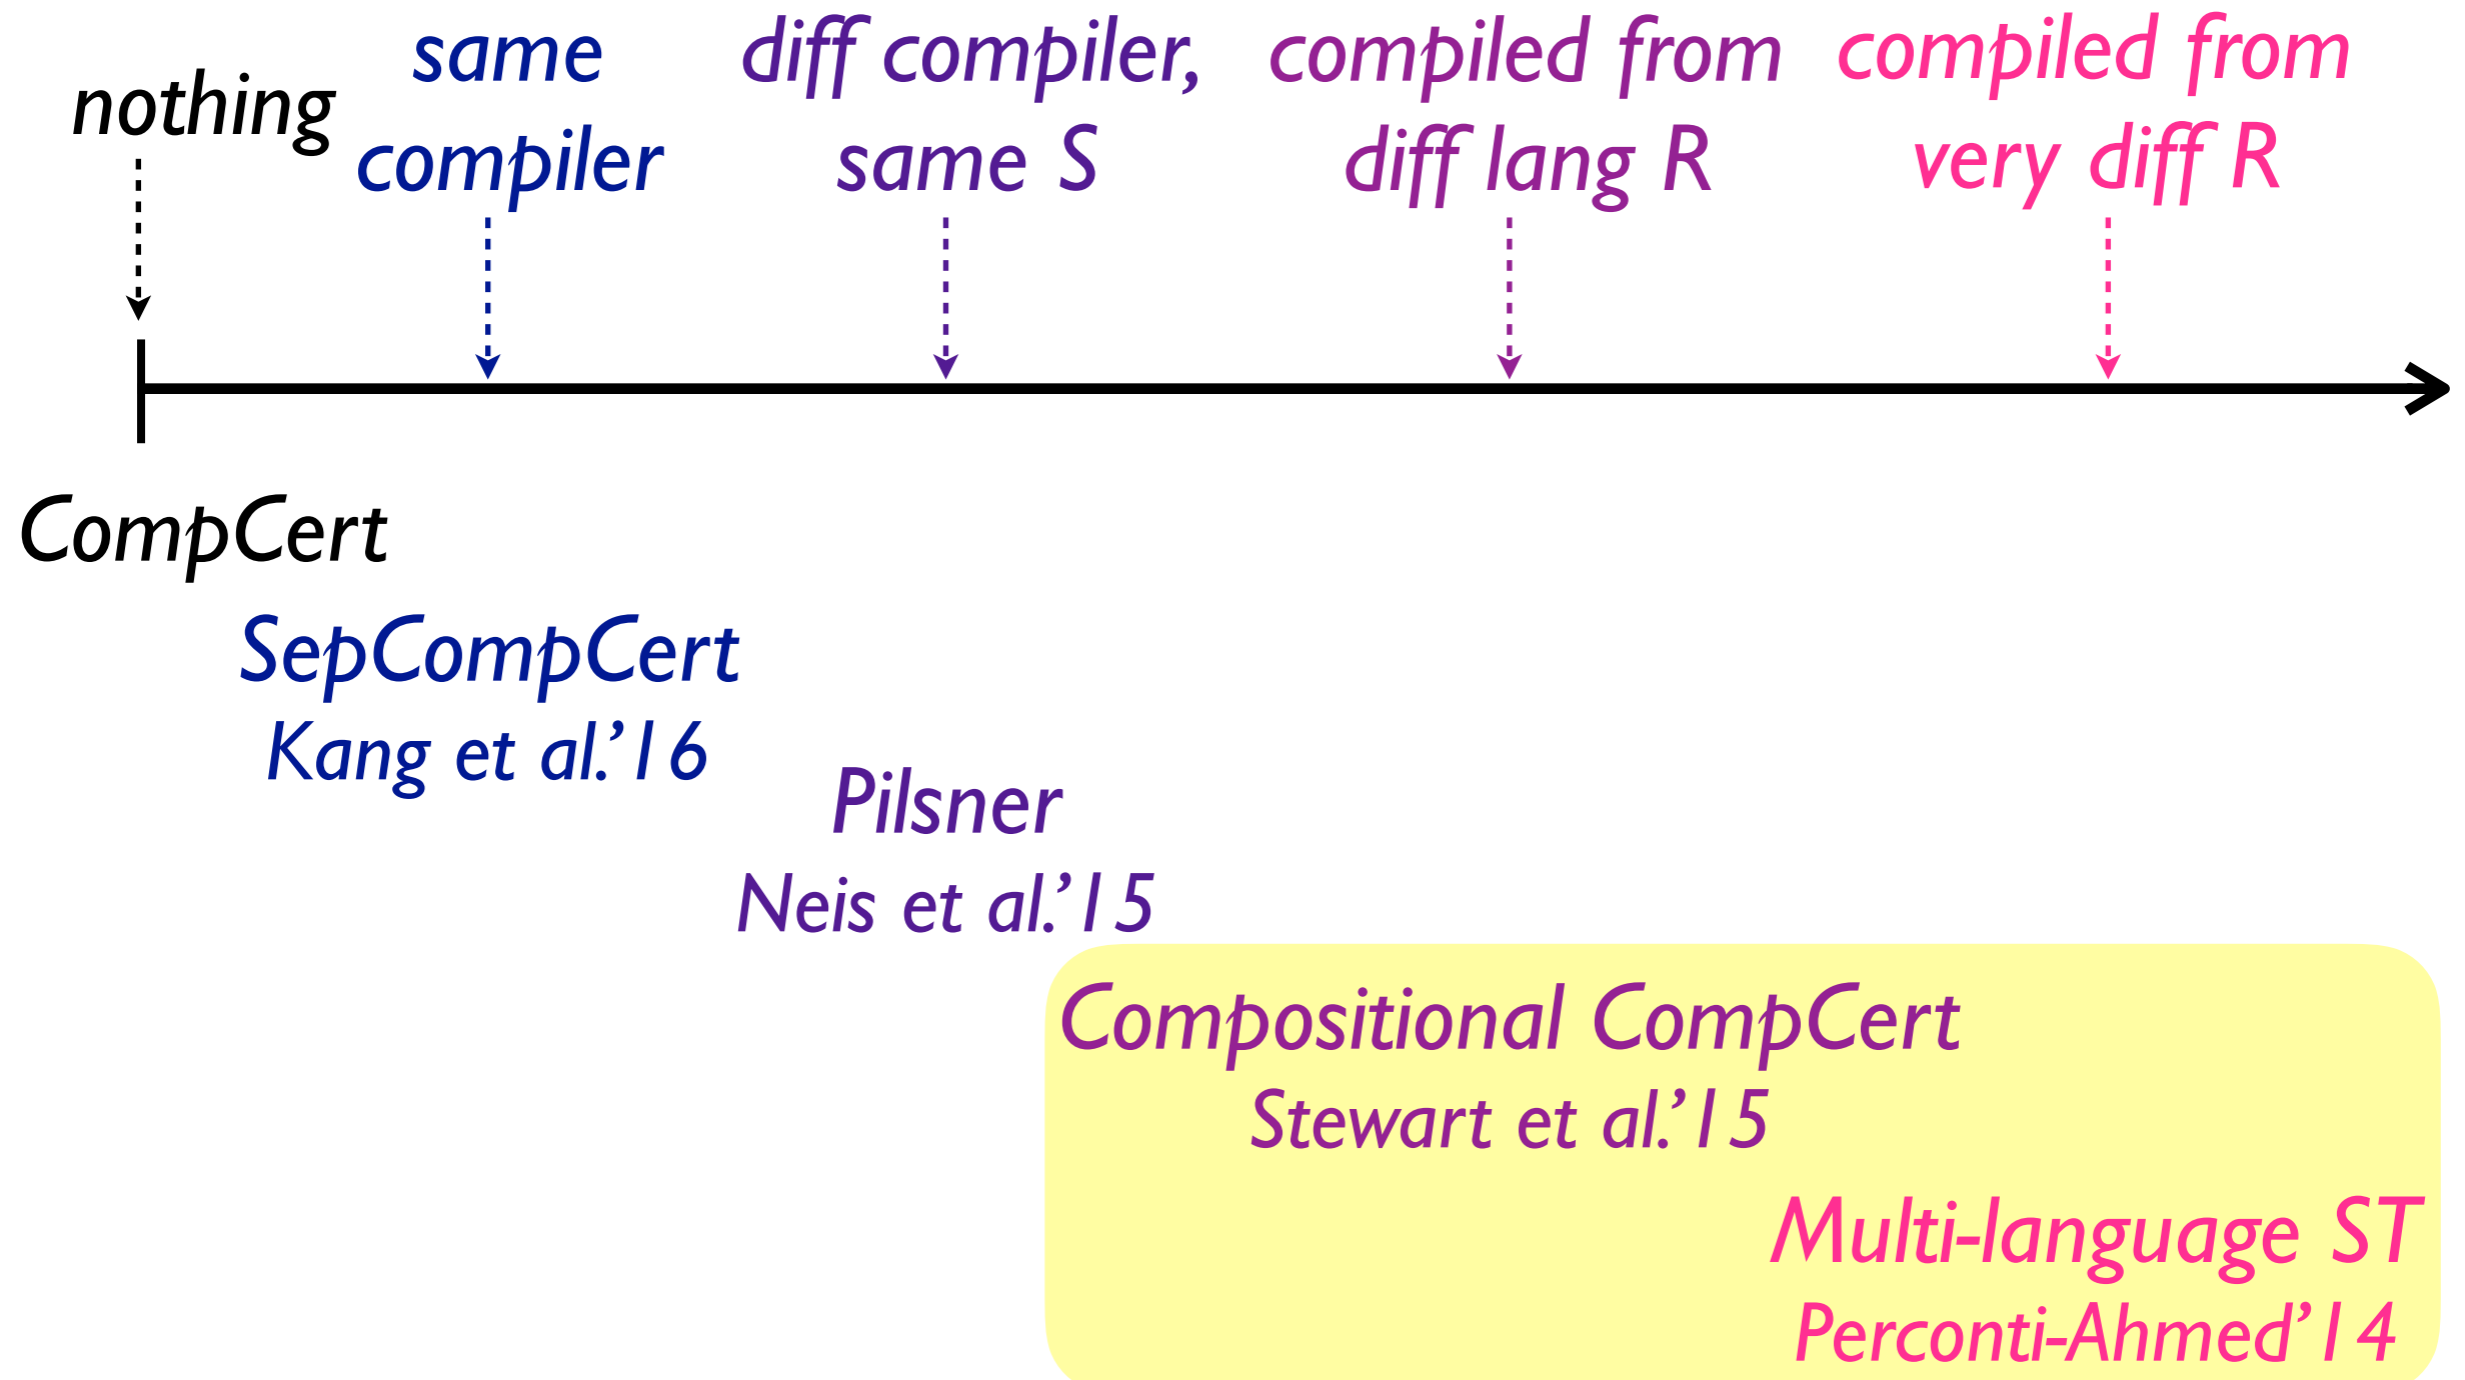 nothing
same
compiler
diff compiler,
same S
compiled from
diff lang R
compiled from
very diff R
CompCert
SepCompCert
Kang et al.’16
Pilsner
Neis et al.’15
Compositional CompCert
Stewart et al.’15
Multi-language ST
Perconti-Ahmed’14